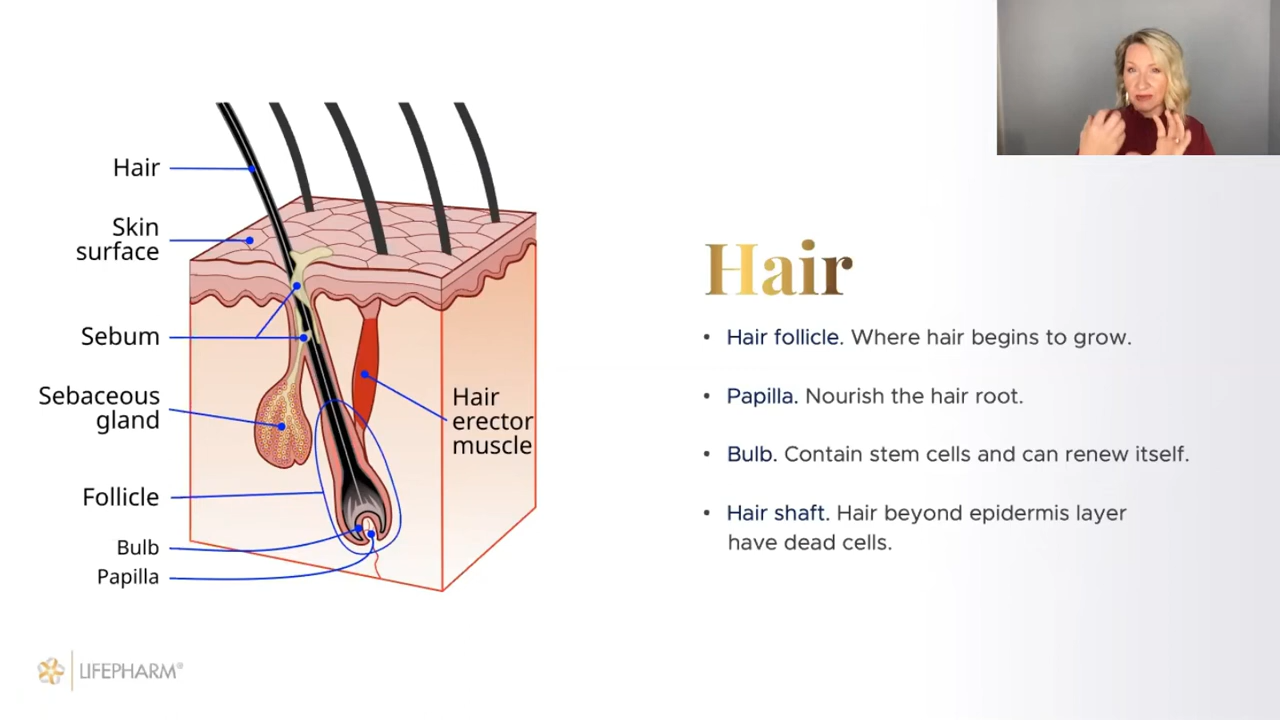 Hair
Skin
surface
Sebum
Sebaceous
gland
Follicle
Bulb
Papilla
Hair
erector
muscle
Hair
• Hair follicle. Where hair begins to grow.
• Papilla. Nourish the hair root.
• Bulb. Contain stem cells and can renew itself.
• Hair shaft. Hair beyond epidermis layer
have dead cells.
LIFEPHARM®